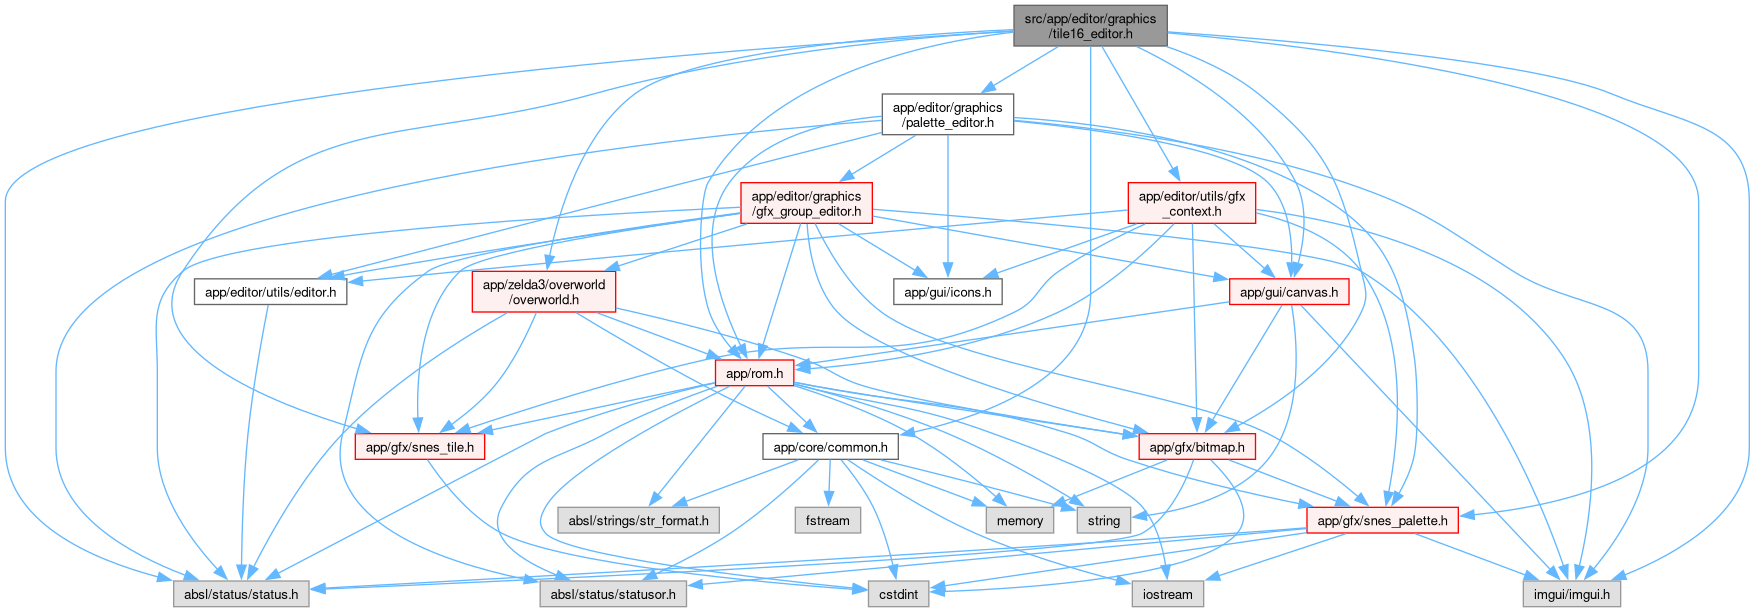 src/app/editor/graphics
/tile16_editor.h
app/editor/graphics
/palette_editor.h
app/editor/graphics
/gfx_group_editor.h
app/editor/utils/gfx
_context.h
app/editor/utils/editor.h
app/zelda3/overworld
/overworld.h
app/gui/icons.h
app/gui/canvas.h
app/rom.h
app/gfx/snes_tile.h
app/core/common.h
app/gfx/bitmap.h
absl/strings/str_format.h
fstream
memory
string
app/gfx/snes_palette.h
absl/status/status.h
absl/status/statusor.h
cstdint
iostream
imgui/imgui.h